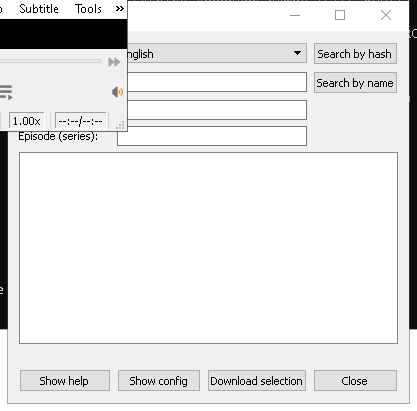 Subtitle Tools »
nglish
Search by hash
Search by name
1.00x --:--/--:--
Episode (series):
Show help
Show config
Download selection
Close